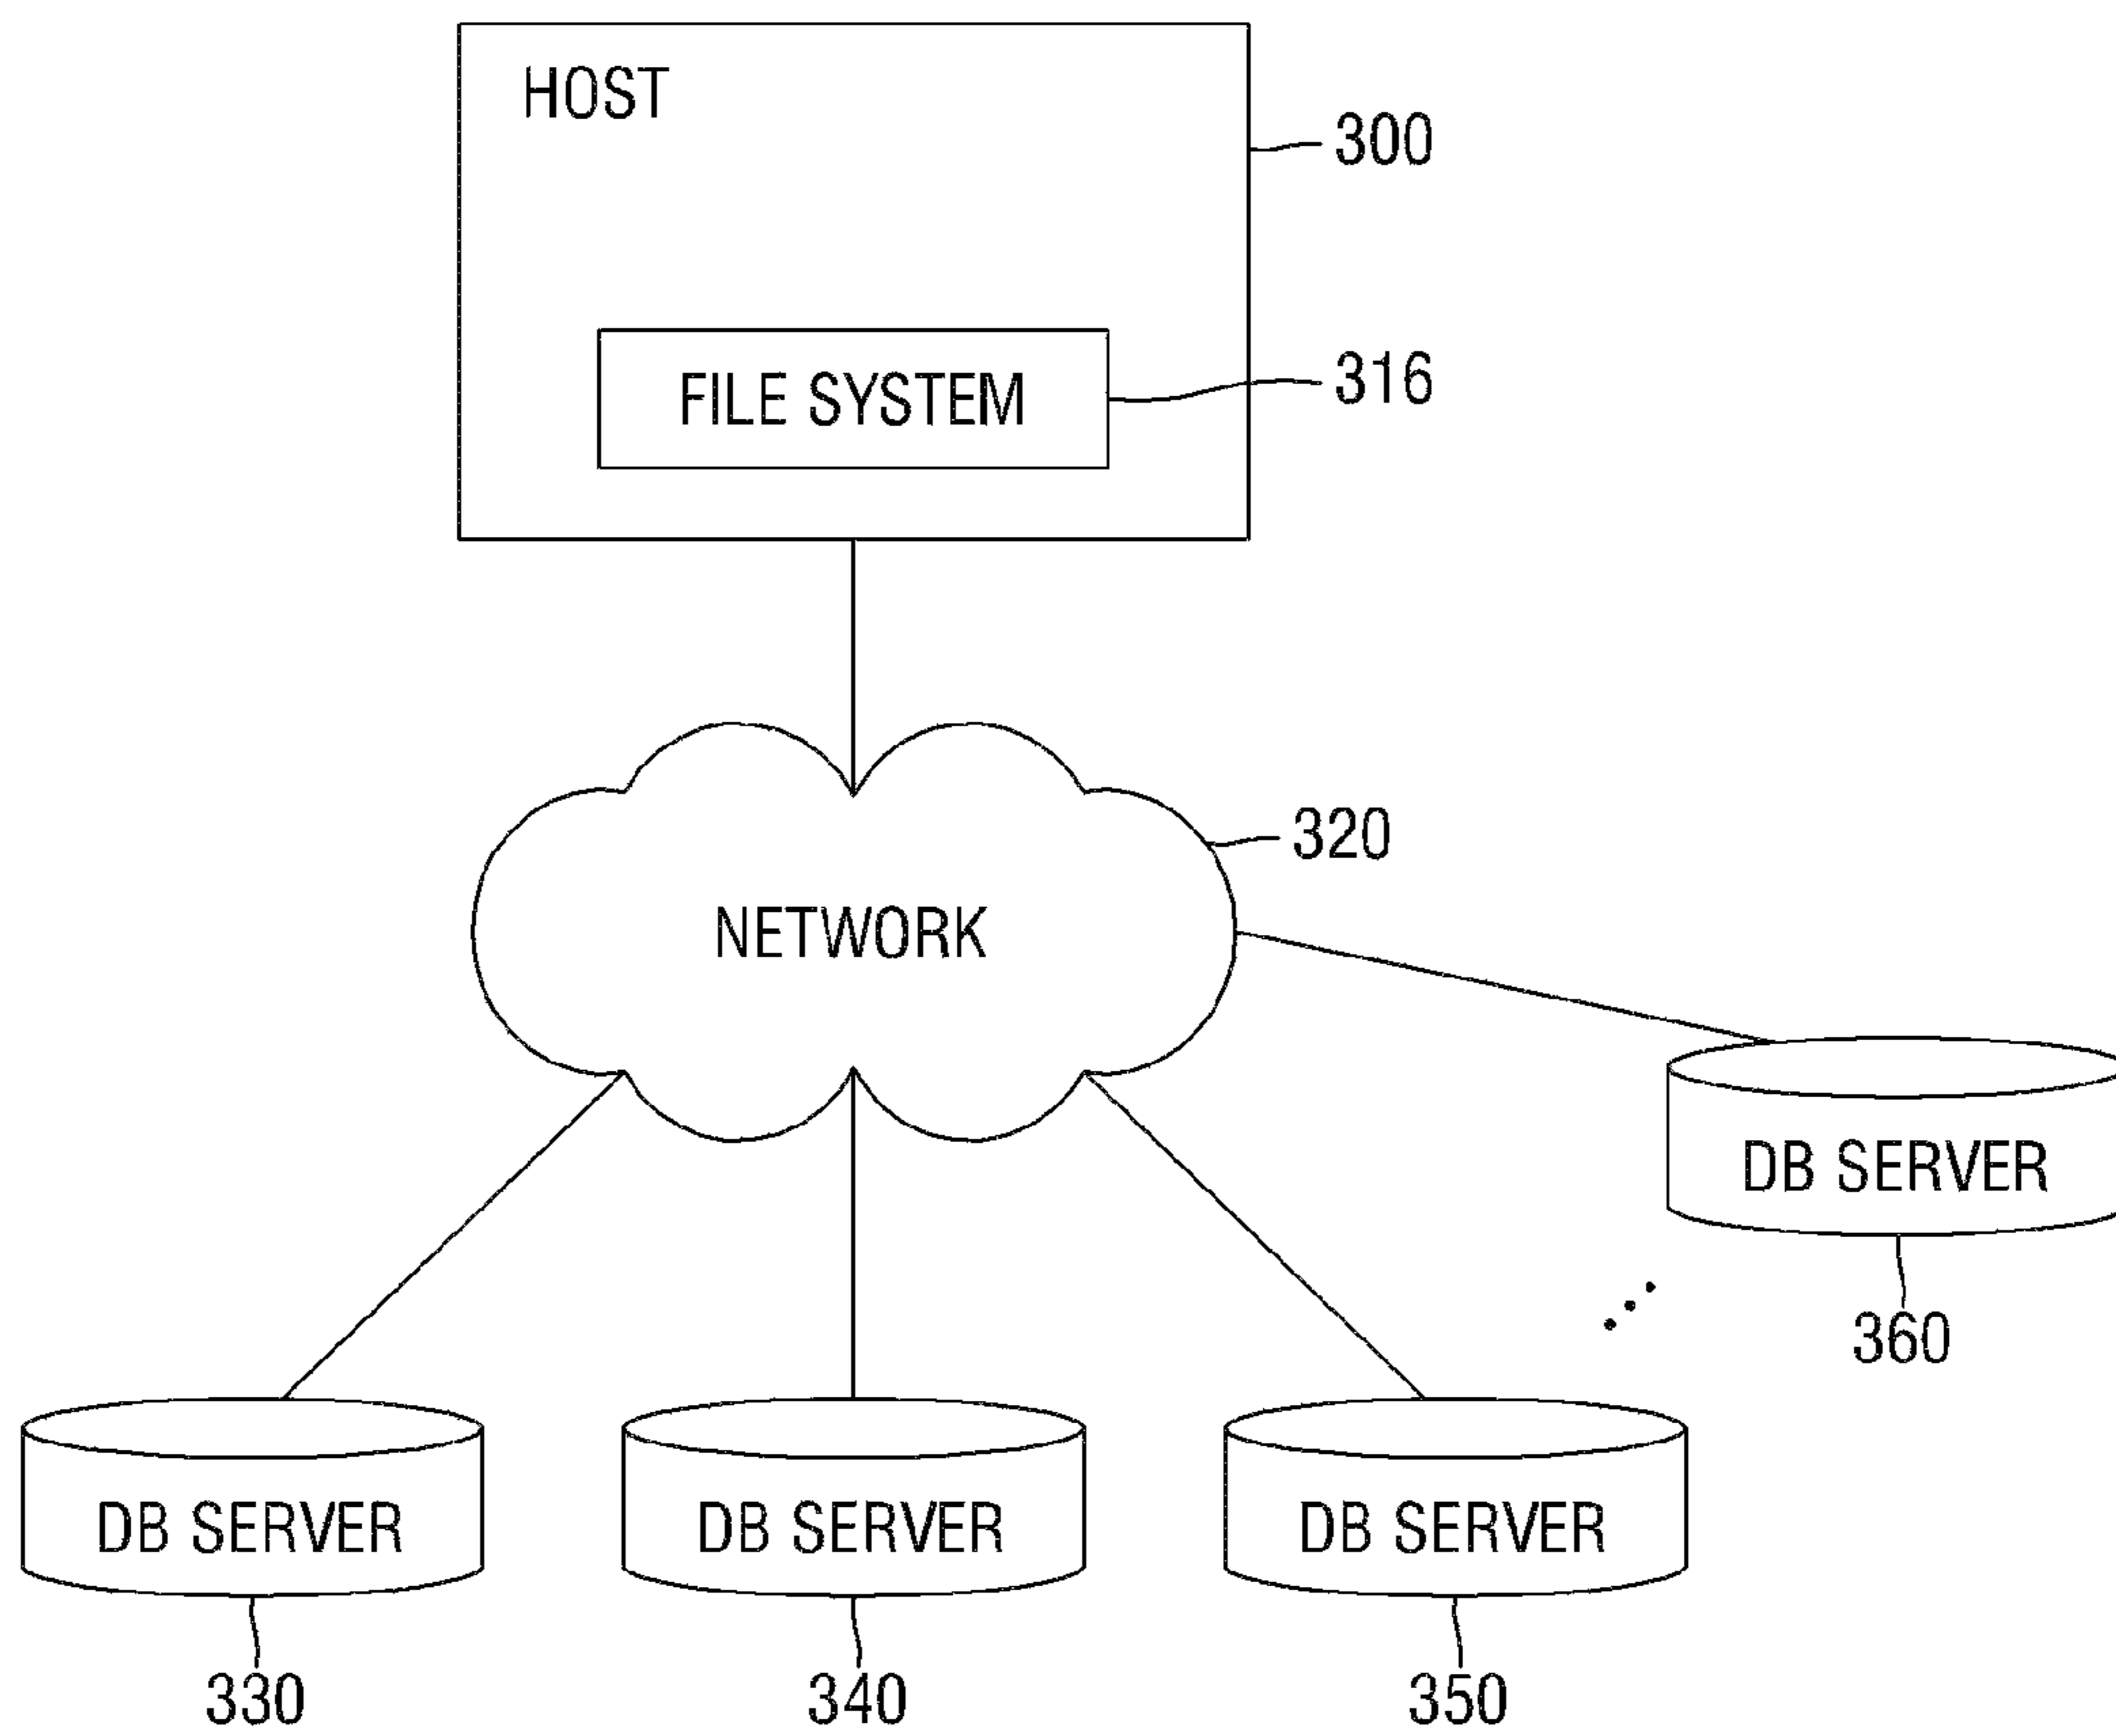 HOST
300
FILE SYSTEM
316
320
NETWORK
DB SERVER
360
DB SERVER
DB SERVER
DB SERVER
330
340
350